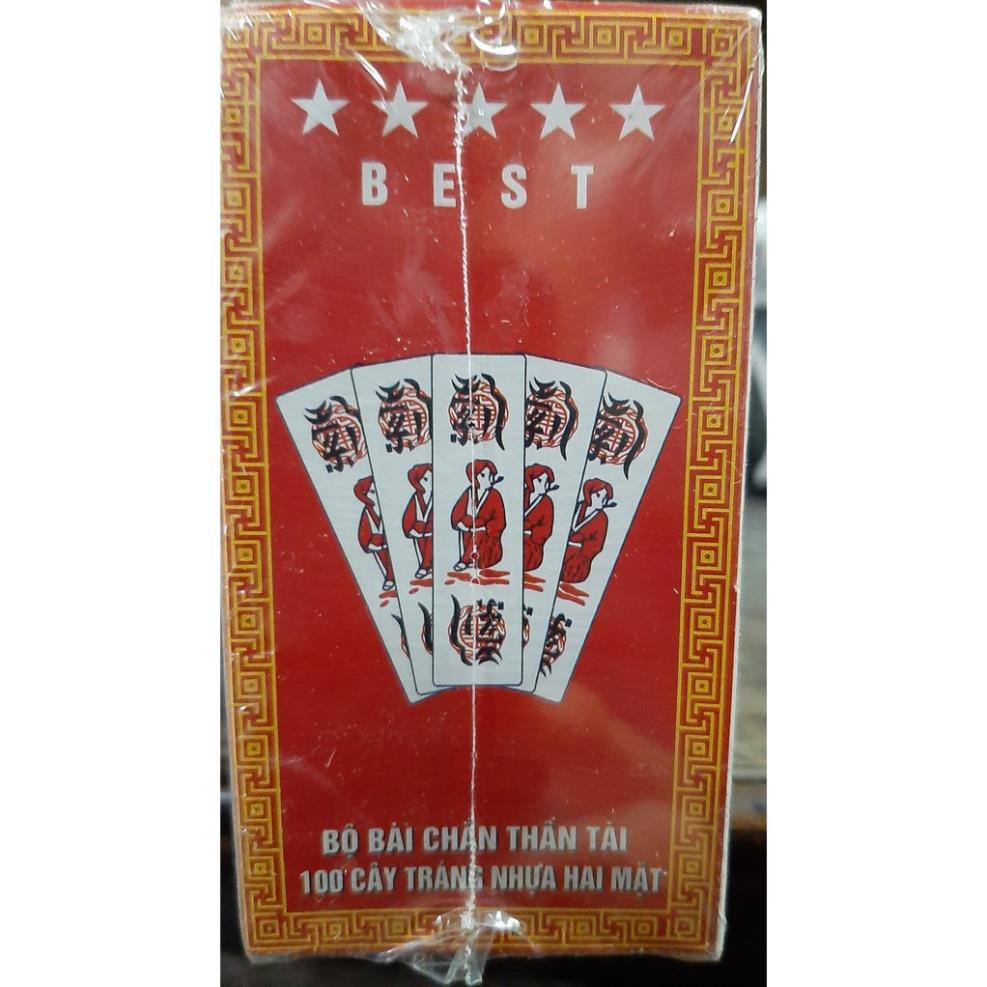 BEST
BỘ BÀI CHẮN THẦN TÀI
100 CÂY TRÁNG NHỰA HAI MẶT